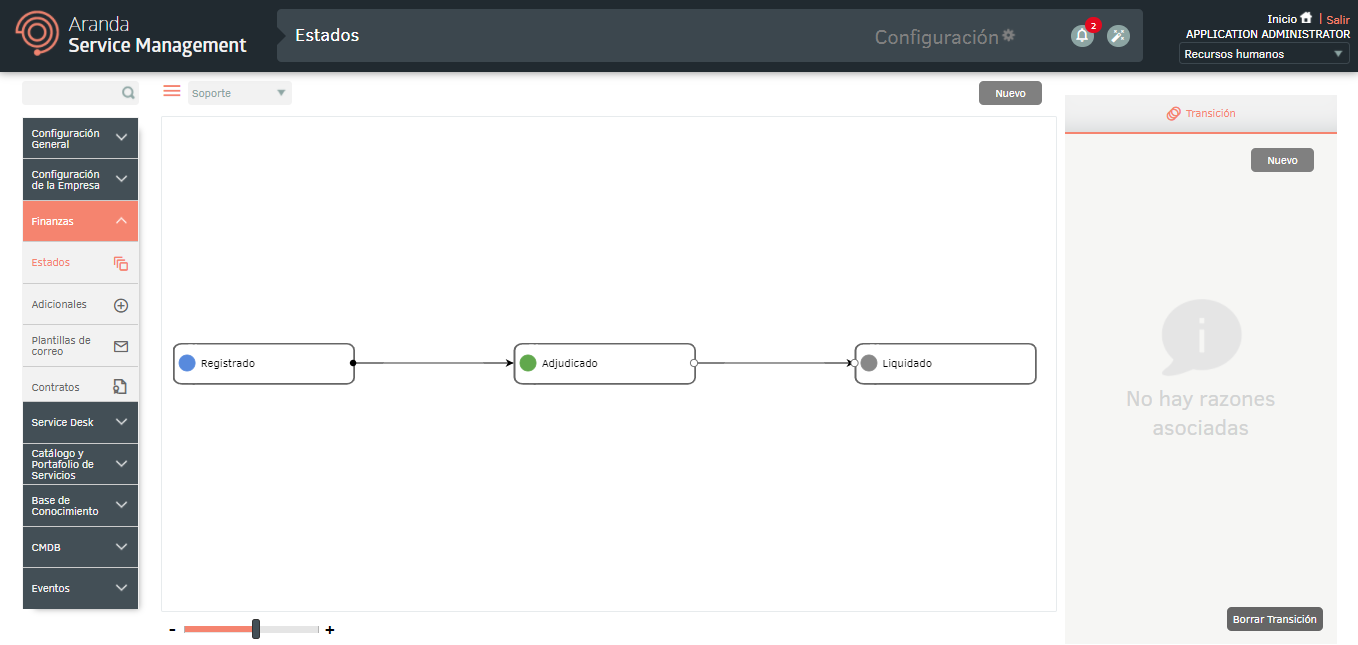 Aranda
Service Management
Estados
Configuración
2
Inicio | Salir
APPLICATION ADMINISTRATOR
Recursos humanos
Soporte
Nuevo
Configuración
General
Configuración
de la Empresa
Finanzas
Estados
Adicionales
Plantillas de
correo
Contratos
Service Desk
Catálogo y
Portafolio de
Servicios
Base de
Conocimiento
CMDB
Eventos
Registrado
Adjudicado
Liquidado
- +
Transición
Nuevo
No hay razones
asociadas
Borrar Transición